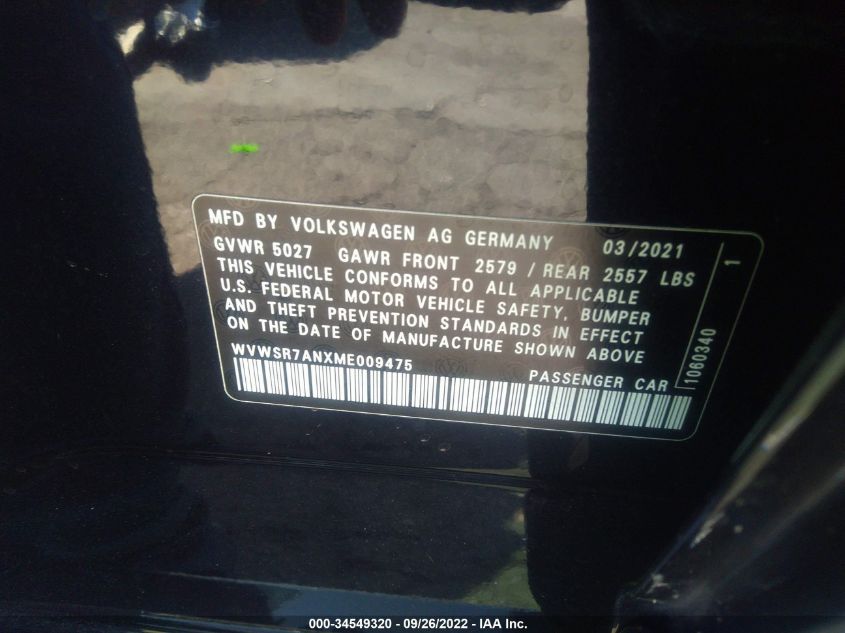 MFD BY VOLKSWAGEN AG GERMANY 03/2021
GVWR 5027 GAWR FRONT 2579 / REAR 2557 LBS
THIS VEHICLE CONFORMS TO ALL APPLICABLE
U.S. FEDERAL MOTOR VEHICLE SAFETY, BUMPER
AND THEFT PREVENTION STANDARDS IN EFFECT
ON THE DATE OF MANUFACTURE SHOWN ABOVE
WVWSR7ANXME009475
PASSENGER CAR
1060340
1
000-34549320 - 09/26/2022 - IAA Inc.